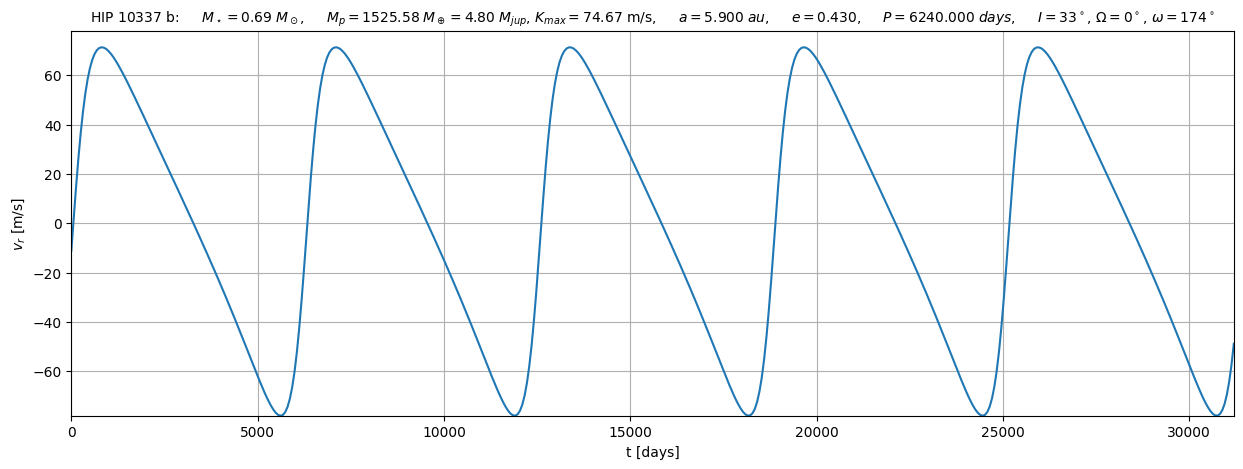 HIP 10337 b: M⋆ = 0.69 M⊙, Mp = 1525.58 M⊕ = 4.80 Mjup, Kmax = 74.67 m/s, a = 5.900 au, e = 0.430, P = 6240.000 days, I = 33°, Ω = 0°, ω = 174°
60
40
20
0
−20
−40
−60
vr [m/s]
0 5000 10000 15000 20000 25000 30000
t [days]